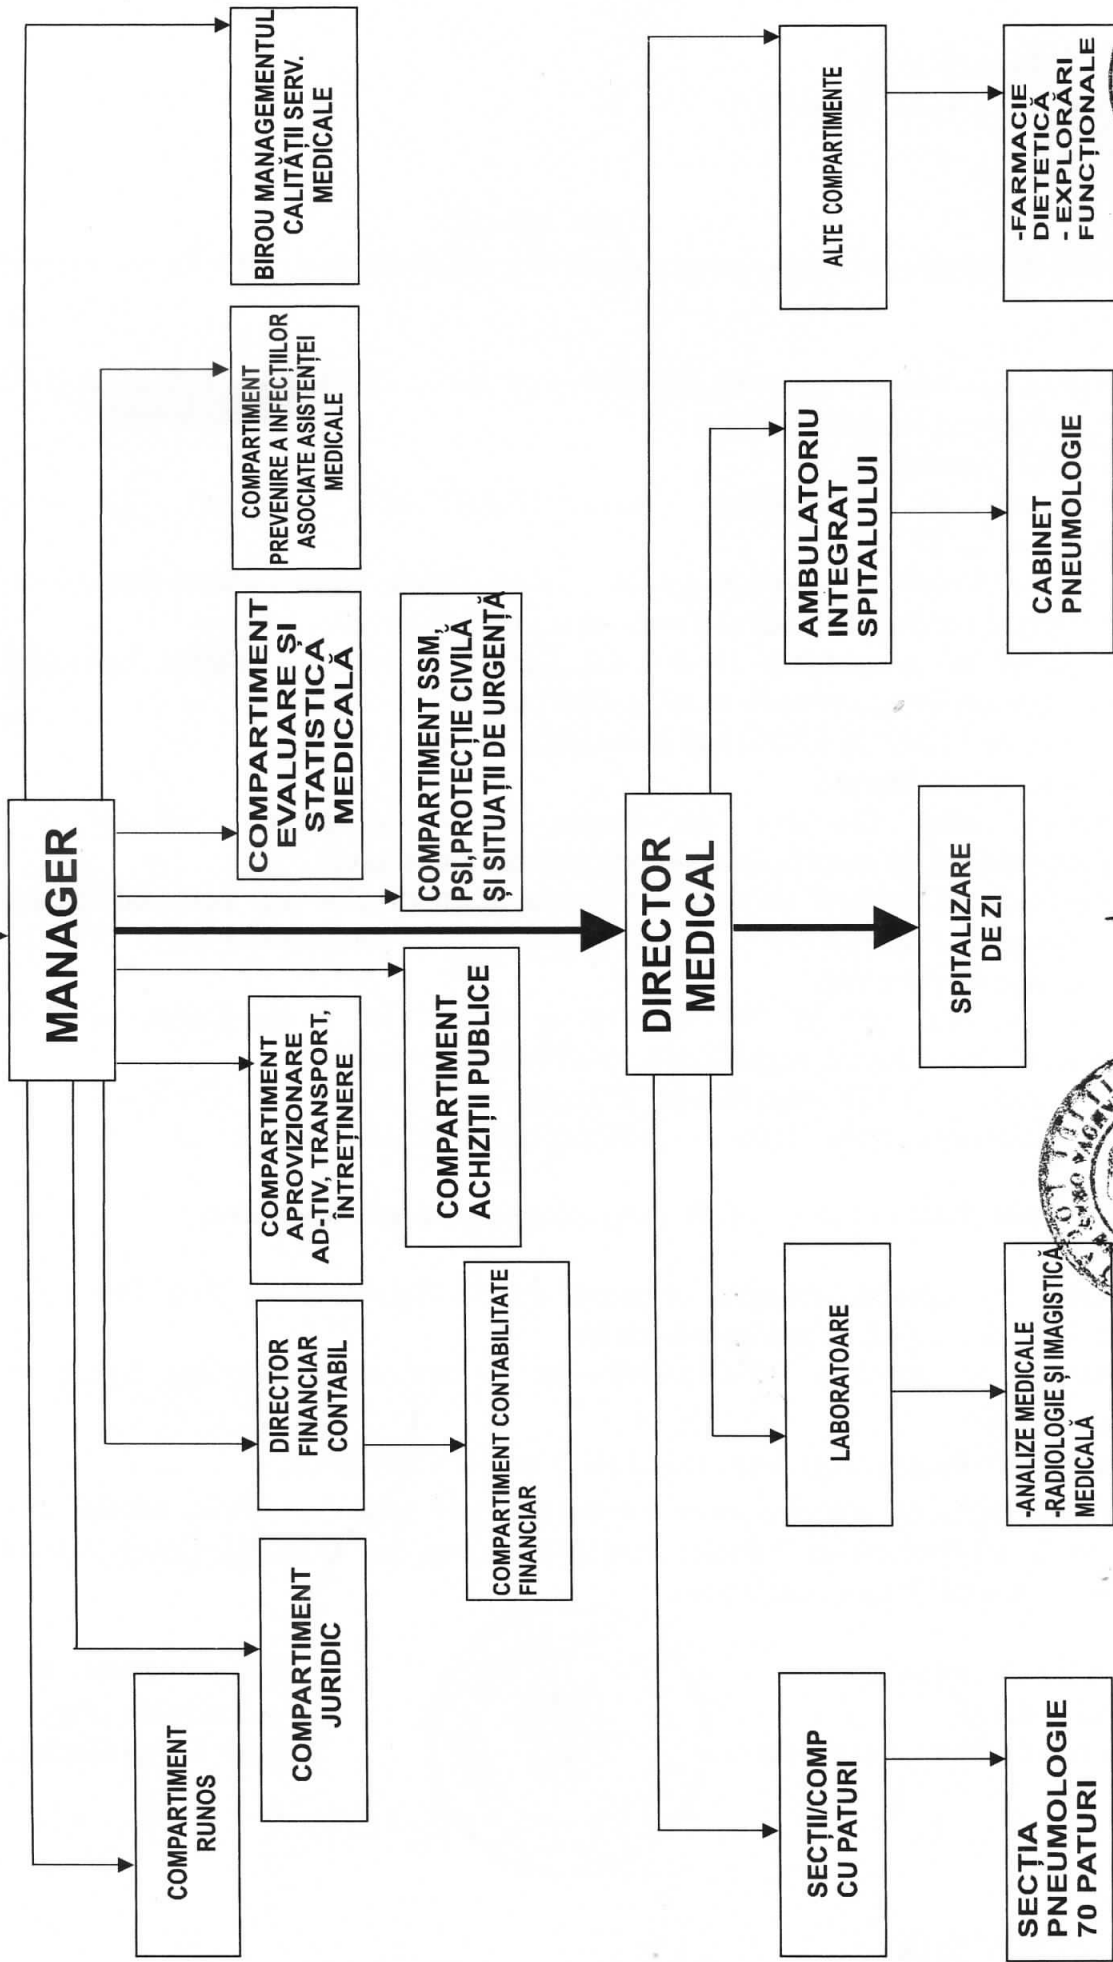 MANAGER
COMPARTIMENT
RUNOS
COMPARTIMENT
JURIDIC
DIRECTOR
FINANCIAR
CONTABIL
COMPARTIMENT CONTABILITATE
FINANCIAR
COMPARTIMENT
APROVIZIONARE
AD-TIV, TRANSPORT,
ÎNTREȚINERE
COMPARTIMENT
ACHIZIȚII PUBLICE
COMPARTIMENT
EVALUARE ȘI
STATISTICĂ
MEDICALĂ
COMPARTIMENT SSM,
PSI,PROTECȚIE CIVILĂ
ȘI SITUAȚII DE URGENȚĂ
COMPARTIMENT
PREVENIRE A INFECȚIILOR
ASOCIATE ASISTENȚEI
MEDICALE
BIROU MANAGEMENTUL
CALITĂȚII SERV.
MEDICALE
DIRECTOR
MEDICAL
SECȚII/COMP
CU PATURI
SECȚIA
PNEUMOLOGIE
70 PATURI
LABORATOARE
-ANALIZE MEDICALE
-RADIOLOGIE ȘI IMAGISTICĂ
MEDICALĂ
SPITALIZARE
DE ZI
AMBULATORIU
INTEGRAT
SPITALULUI
CABINET
PNEUMOLOGIE
ALTE COMPARTIMENTE
-FARMACIE
DIETETICĂ
- EXPLORĂRI
FUNCȚIONALE